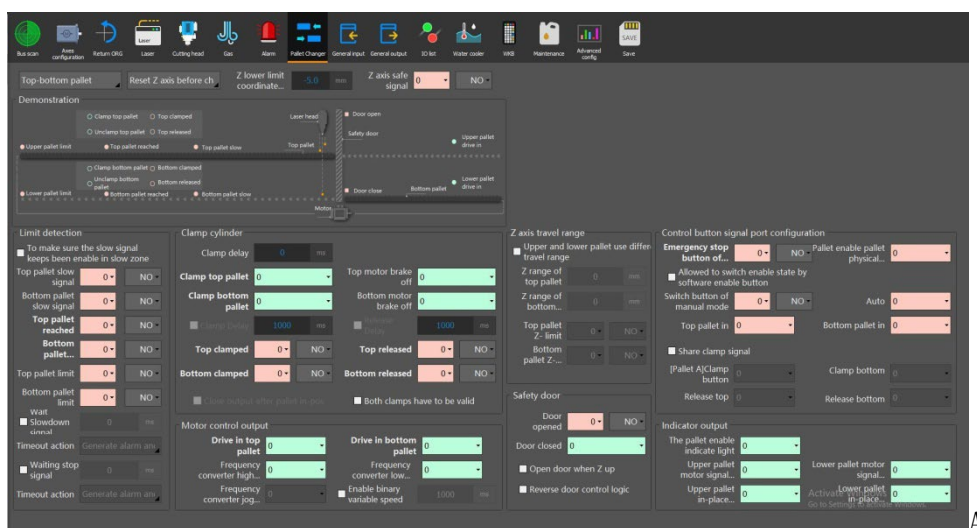 Bus scan
Axes configuration
Return ORG
Laser
Laser
Cutting head
Gas
Alarm
Pallet Changer
General input
General output
IO list
Water cooler
WKB
Maintenance
Advanced config
SAVE
Save
Top-bottom pallet
Reset Z axis before ch
Z lower limit coordinate...
-5.0
mm
Z axis safe signal
0
NO
Demonstration
Clamp top pallet
Top clamped
Unclamp top pallet
Top released
Laser head
Door open
Safety door
Upper pallet drive in
Upper pallet limit
Top pallet reached
Top pallet slow
Top pallet
Clamp bottom pallet
Bottom clamped
Unclamp bottom pallet
Bottom released
Lower pallet limit
Bottom pallet reached
Bottom pallet slow
Door close
Bottom pallet
Lower pallet drive in
Motor
Limit detection
To make sure the slow signal
keeps been enable in slow zone
Top pallet slow signal
0
NO
Bottom pallet slow signal
0
NO
Top pallet reached
0
NO
Bottom pallet...
0
NO
Top pallet limit
0
NO
Bottom pallet limit
0
NO
Wait Slowdown signal
0
ms
Timeout action
Generate alarm and
Waiting stop signal
0
ms
Timeout action
Generate alarm and
Clamp cylinder
Clamp delay
0
ms
Clamp top pallet
0
Top motor brake off
0
Clamp bottom pallet
0
Bottom motor brake off
0
Clamp Delay
1000
ms
Release Delay
1000
ms
Top clamped
0
NO
Top released
0
NO
Bottom clamped
0
NO
Bottom released
0
NO
Close output after pallet in pos
Both clamps have to be valid
Motor control output
Drive in top pallet
0
Drive in bottom pallet
0
Frequency converter high...
0
Frequency converter low...
0
Frequency converter jog...
0
Enable binary variable speed
1000
ms
Z axis travel range
Upper and lower pallet use differ
travel range
Z range of top pallet
0
mm
Z range of bottom...
0
mm
Top pallet Z- limit
0
NO
Bottom pallet Z-...
0
NO
Safety door
Door opened
0
NO
Door closed
0
Open door when Z up
Reverse door control logic
Control button signal port configuration
Emergency stop button of...
0
NO
Pallet enable pallet physical...
0
Allowed to switch enable state by
software enable button
Switch button of manual mode
0
NO
Auto
0
Top pallet in
0
Bottom pallet in
0
Share clamp signal
[Pallet A]Clamp button
0
Clamp bottom
0
Release top
0
Release bottom
0
Indicator output
The pallet enable indicate light
0
Upper pallet motor signal...
0
Lower pallet motor signal...
0
Upper pallet in-place...
0
Lower pallet in-place...
0
Activate Windows
Go to Settings to activate Windows.